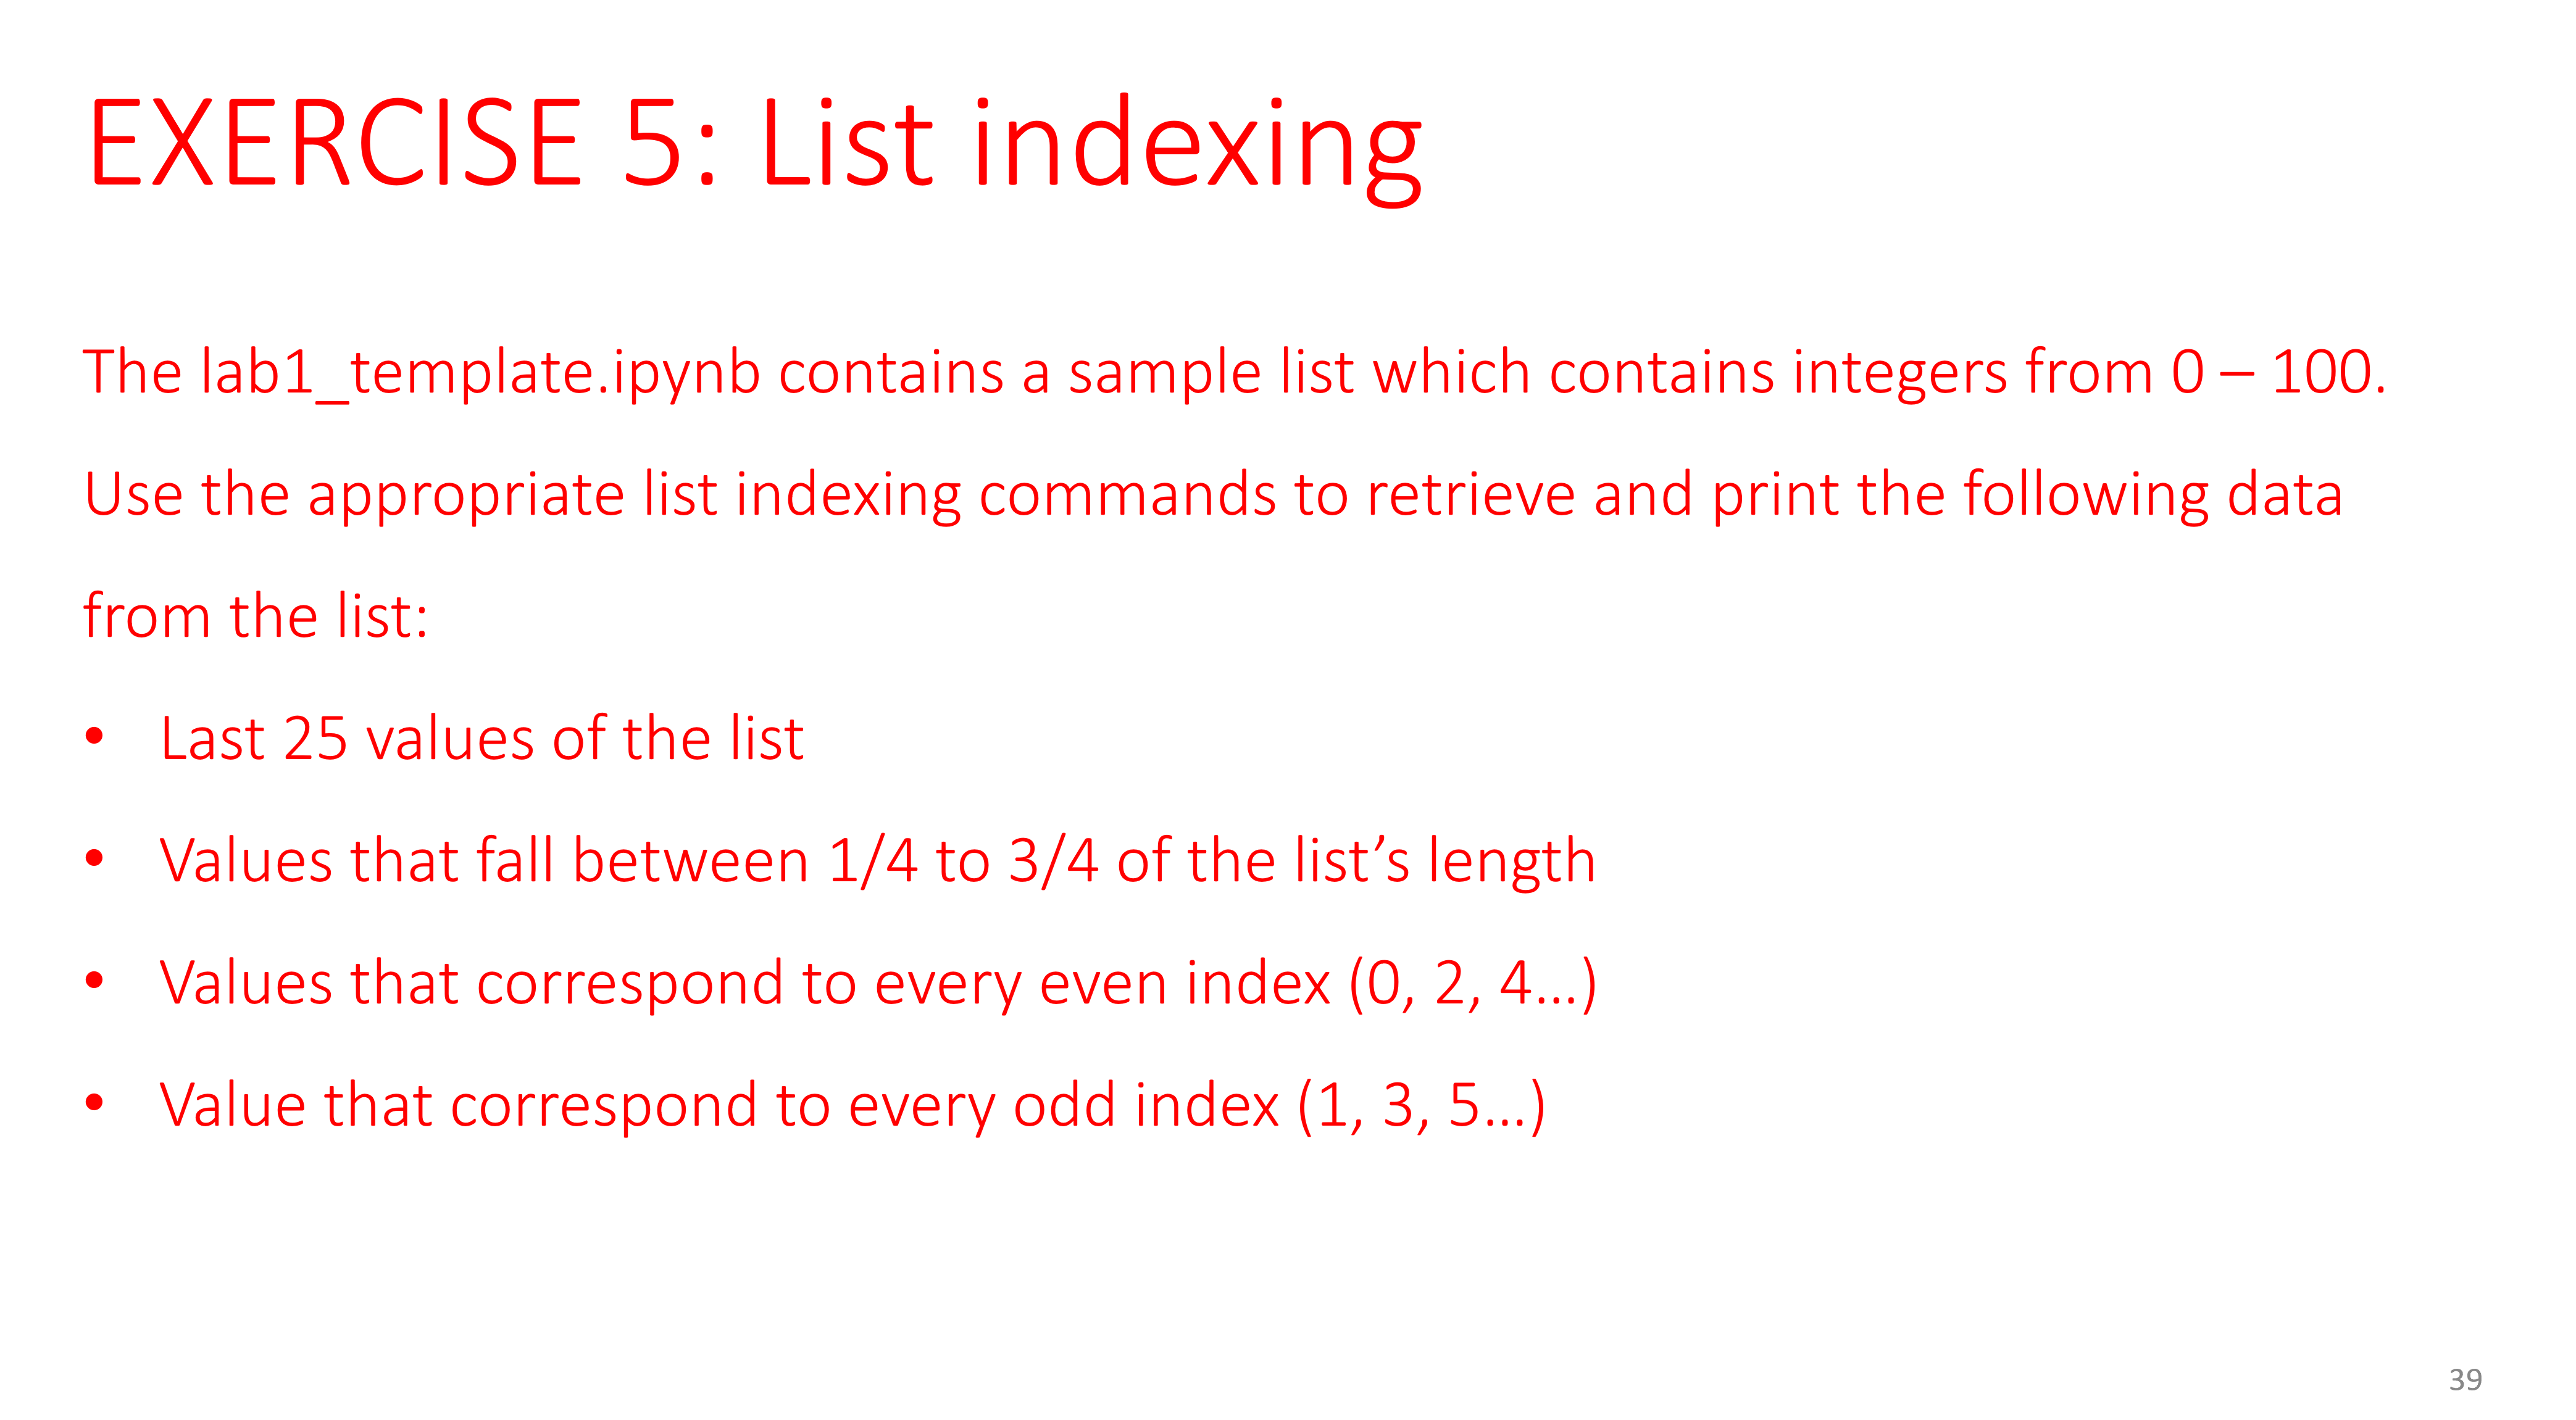 EXERCISE 5: List indexing
The lab1_template.ipynb contains a sample list which contains integers from 0 – 100.
Use the appropriate list indexing commands to retrieve and print the following data
from the list:
• Last 25 values of the list
• Values that fall between 1/4 to 3/4 of the list’s length
• Values that correspond to every even index (0, 2, 4…)
• Value that correspond to every odd index (1, 3, 5…)
39